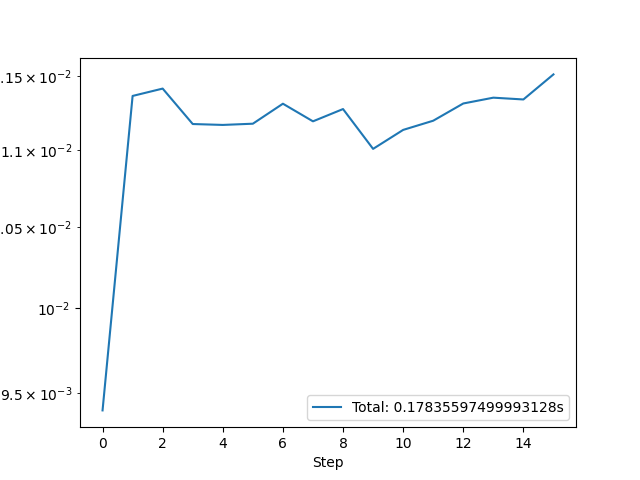 .15 × 10⁻²
1.1 × 10⁻²
.05 × 10⁻²
10⁻²
9.5 × 10⁻³
Total: 0.17835597499993128s
0 2 4 6 8 10 12 14
Step